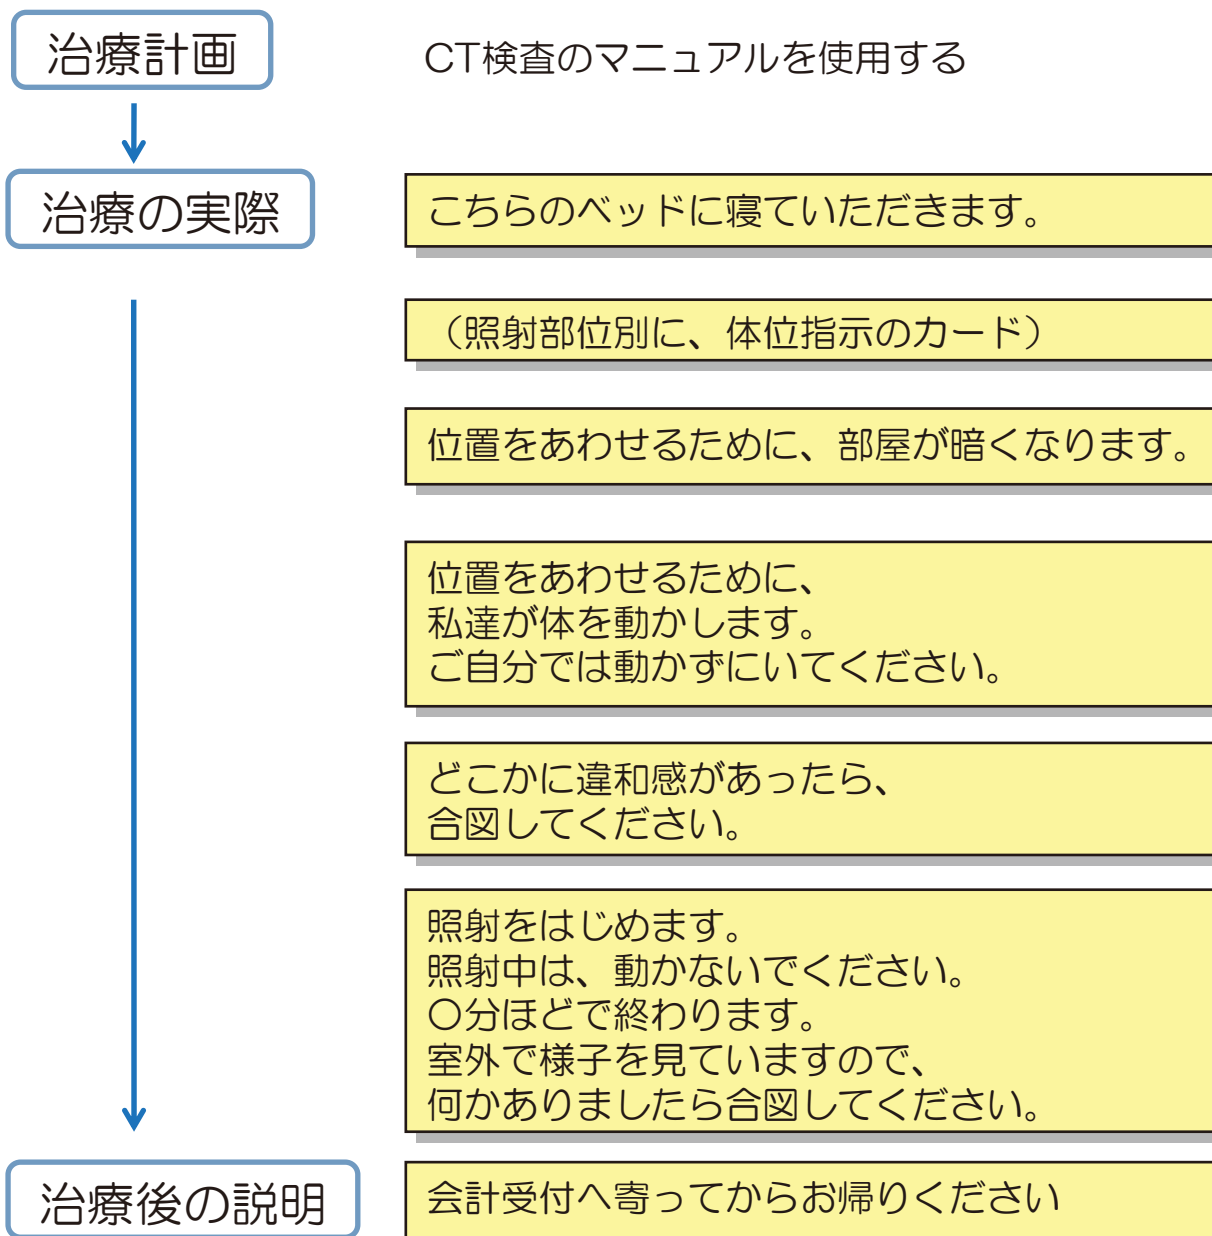 治療計画
CT検査のマニュアルを使用する
治療の実際
こちらのベッドに寝ていただきます。
（照射部位別に、体位指示のカード）
位置をあわせるために、部屋が暗くなります。
位置をあわせるために、
私達が体を動かします。
ご自分では動かずにいてください。
どこかに違和感があったら、
合図してください。
照射をはじめます。
照射中は、動かないでください。
〇分ほどで終わります。
室外で様子を見ていますので、
何かありましたら合図してください。
治療後の説明
会計受付へ寄ってからお帰りください